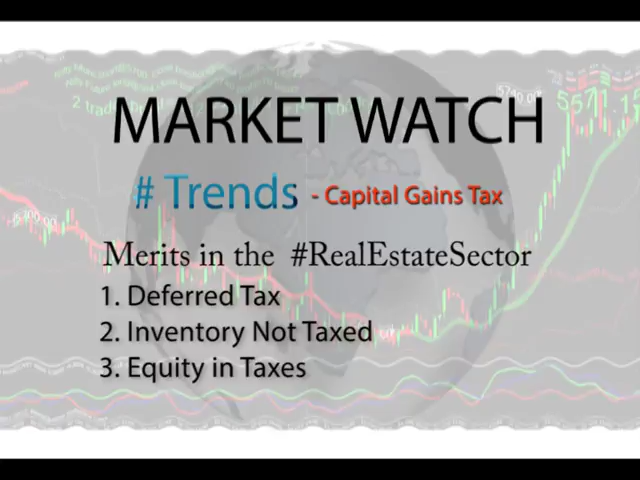 MARKET WATCH
# Trends - Capital Gains Tax
Merits in the #RealEstateSector
1. Deferred Tax
2. Inventory Not Taxed
3. Equity in Taxes